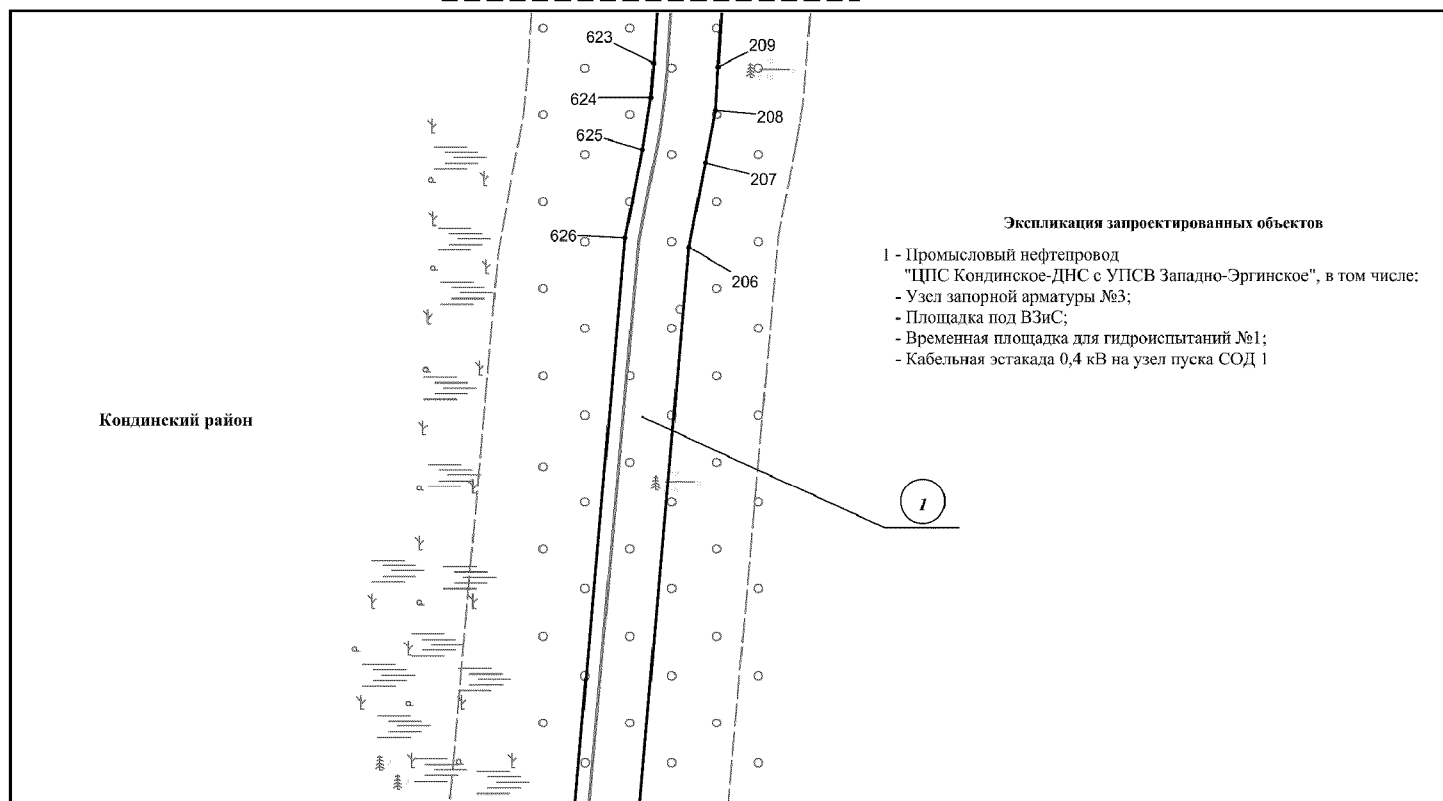 623
209
624
208
625
207
626
206
Экспликация запроектированных объектов
1 - Промысловый нефтепровод
"ЦПС Кондинское-ДНС с УПСВ Западно-Эргинское", в том числе:
- Узел запорной арматуры №3;
- Площадка под ВЗиС;
- Временная площадка для гидроиспытаний №1;
- Кабельная эстакада 0,4 кВ на узел пуска СОД 1
Кондинский район
1